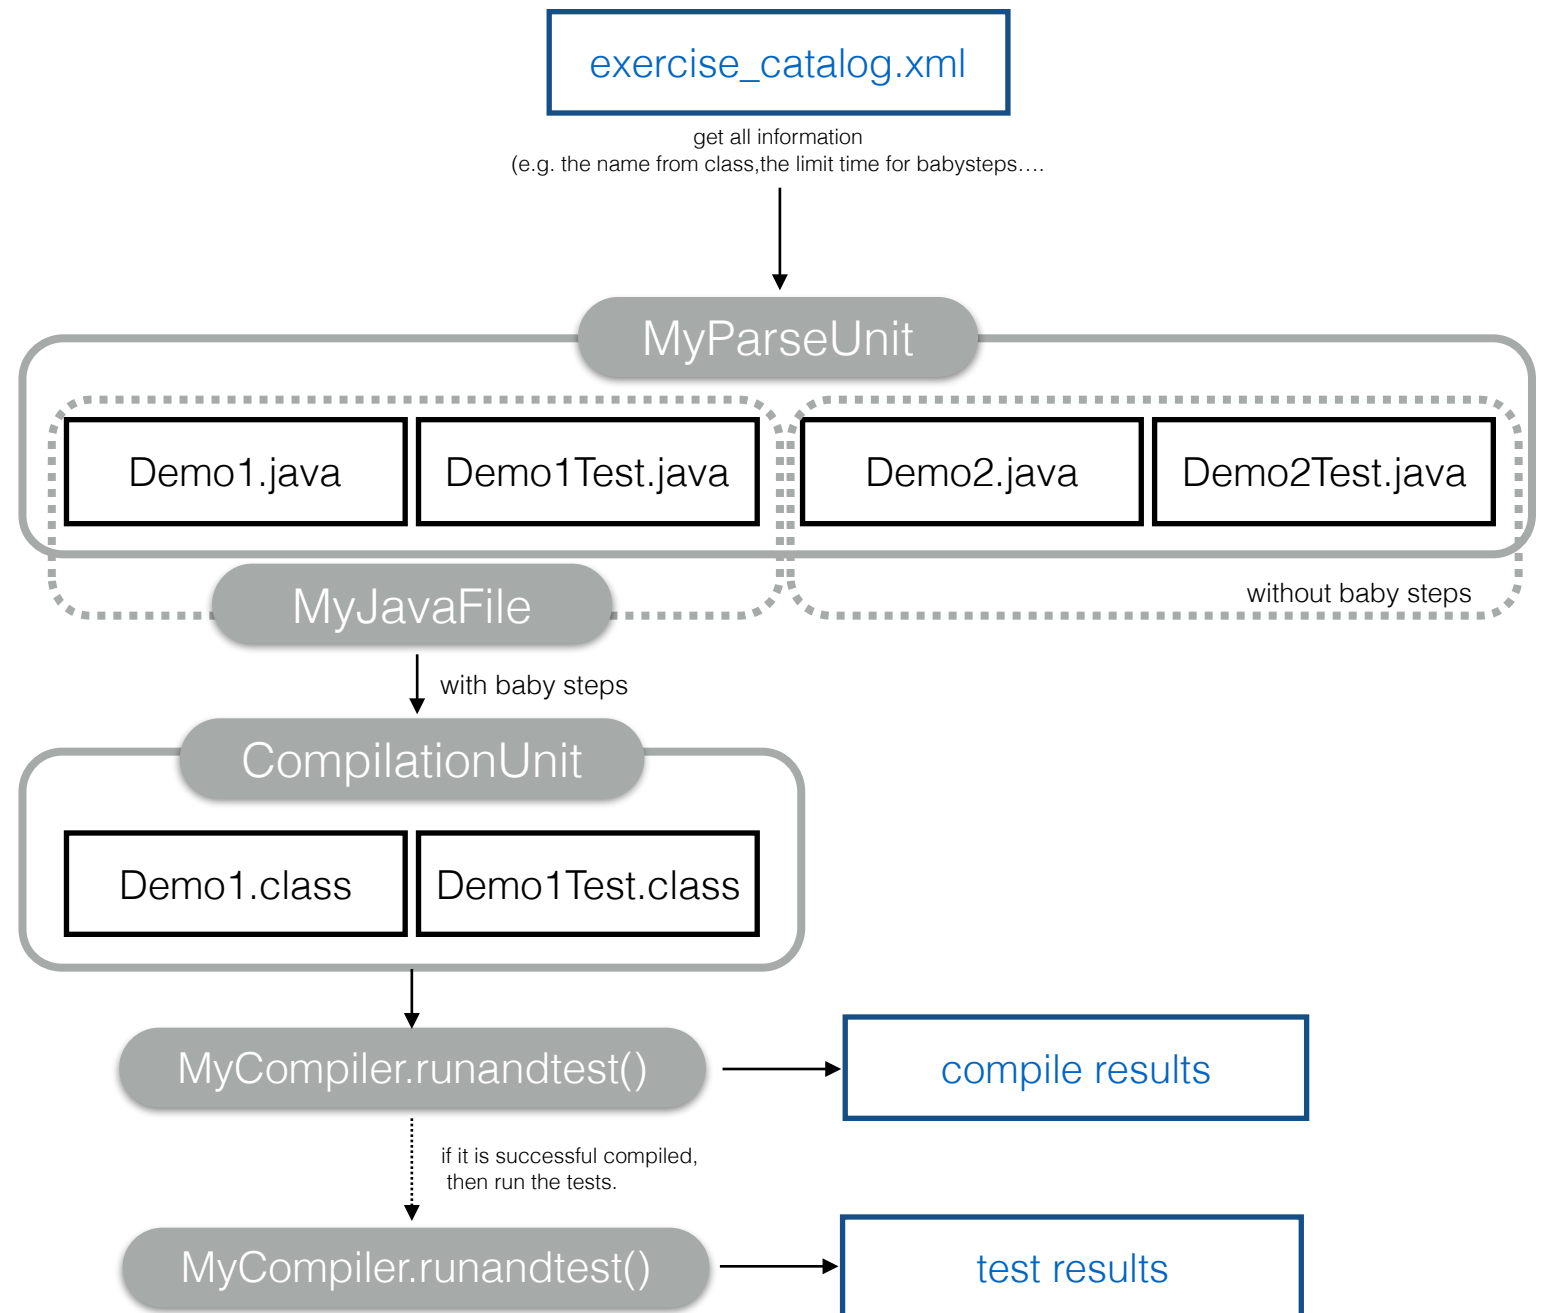 exercise_catalog.xml
get all information
(e.g. the name from class,the limit time for babysteps….
MyParseUnit
Demo1.java
Demo1Test.java
Demo2.java
Demo2Test.java
without baby steps
MyJavaFile
with baby steps
CompilationUnit
Demo1.class
Demo1Test.class
MyCompiler.runandtest()
compile results
if it is successful compiled,
then run the tests.
MyCompiler.runandtest()
test results